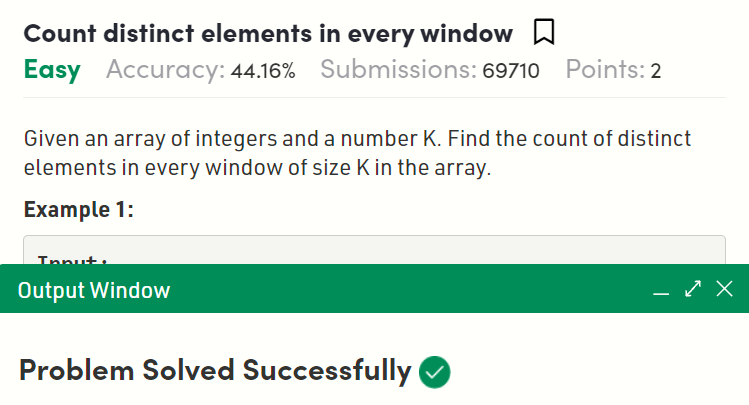 Count distinct elements in every window
Easy Accuracy: 44.16% Submissions: 69710 Points: 2
Given an array of integers and a number K. Find the count of distinct
elements in every window of size K in the array.
Example 1:
Input:
Output Window
Problem Solved Successfully